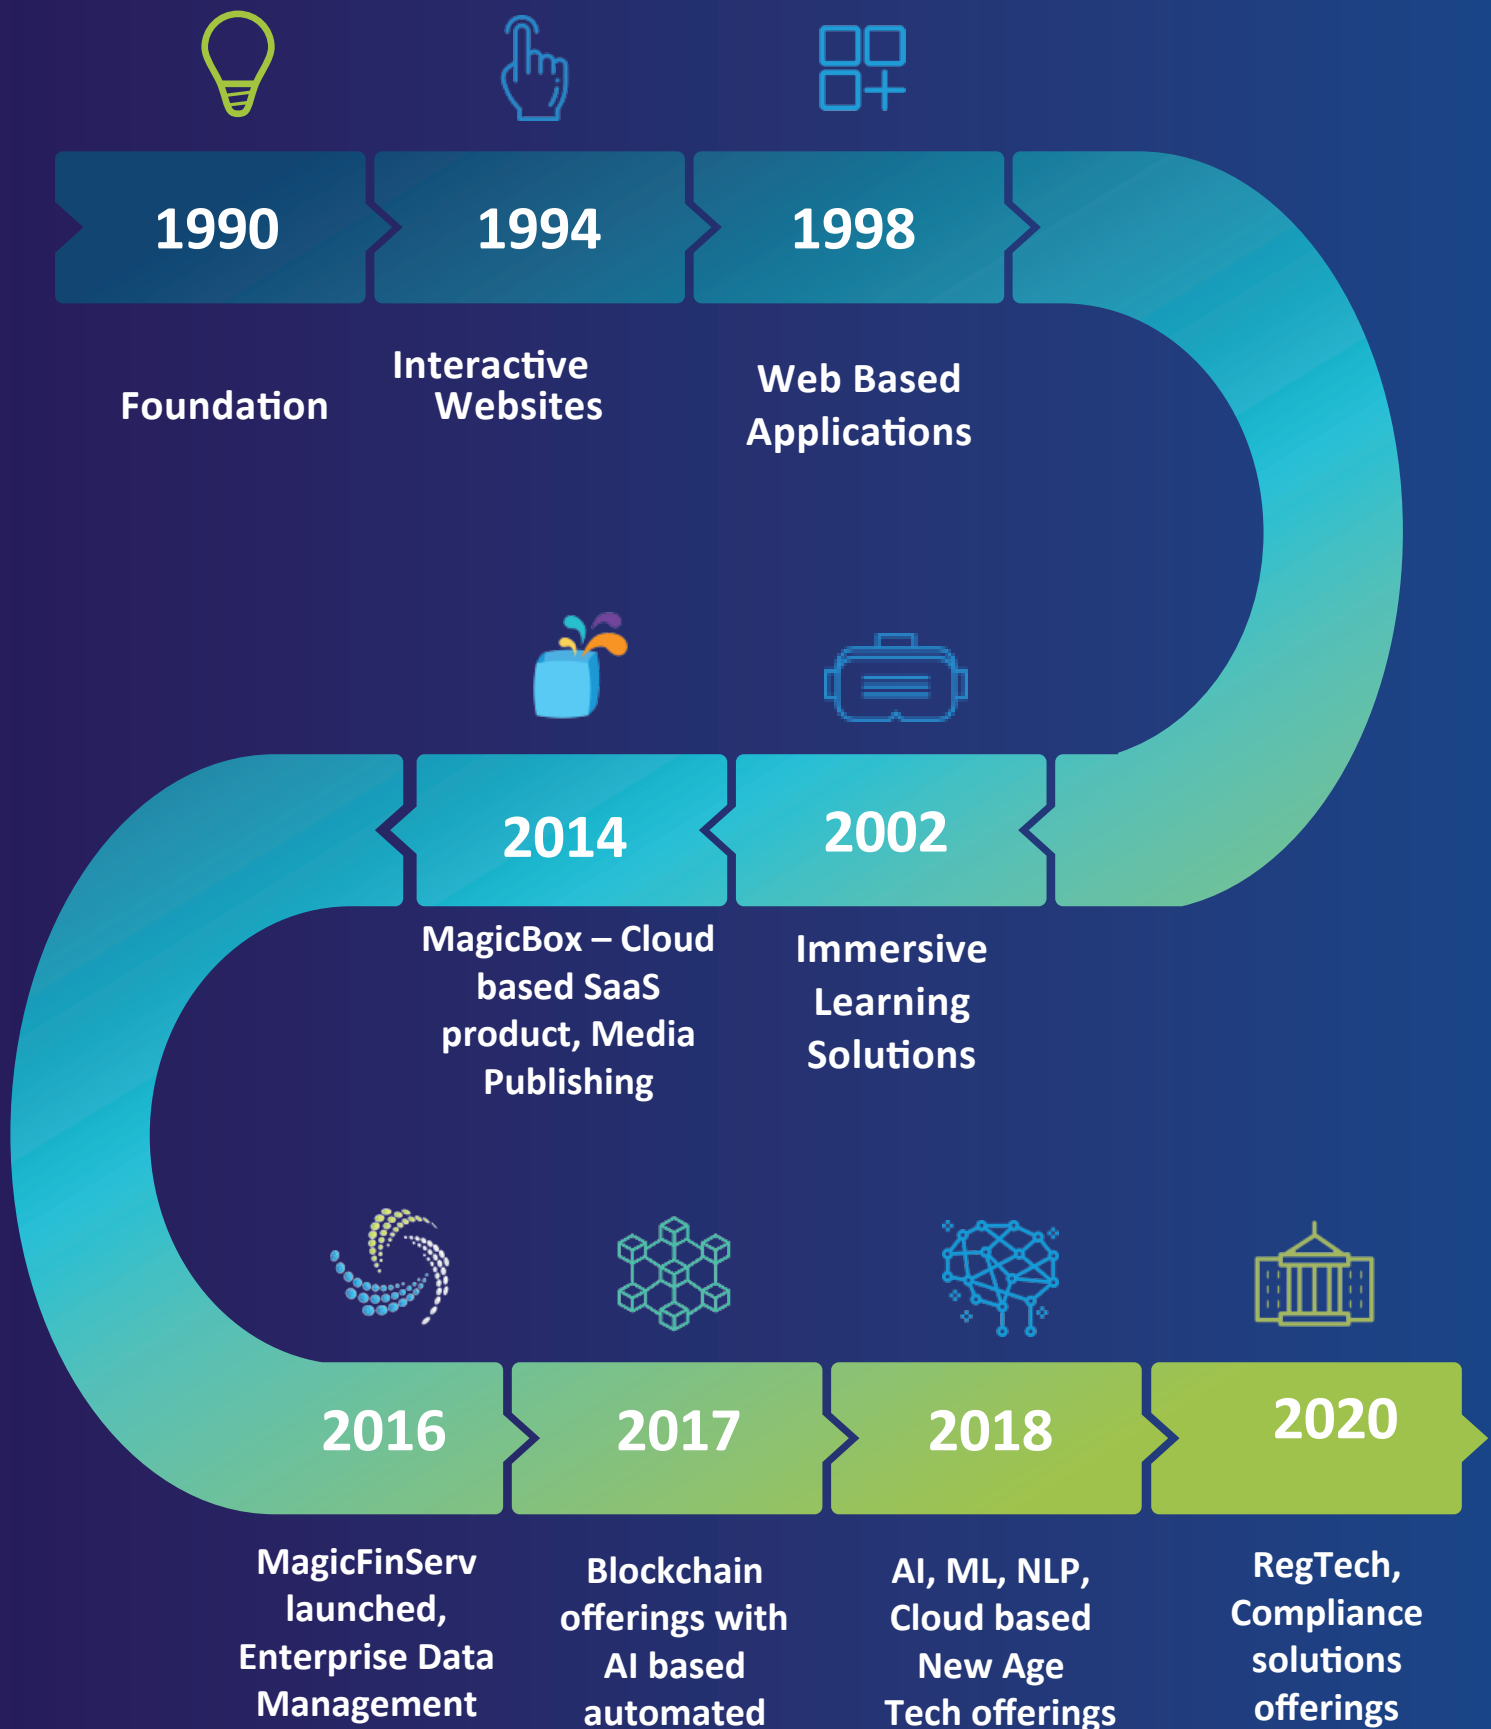 1990
1994
1998
Foundation
Interactive
Websites
Web Based
Applications
2002
Immersive
Learning
Solutions
2014
MagicBox – Cloud
based SaaS
product, Media
Publishing
2016
MagicFinServ
launched,
Enterprise Data
Management
2017
Blockchain
offerings with
AI based
automated
2018
AI, ML, NLP,
Cloud based
New Age
Tech offerings
2020
RegTech,
Compliance
solutions
offerings